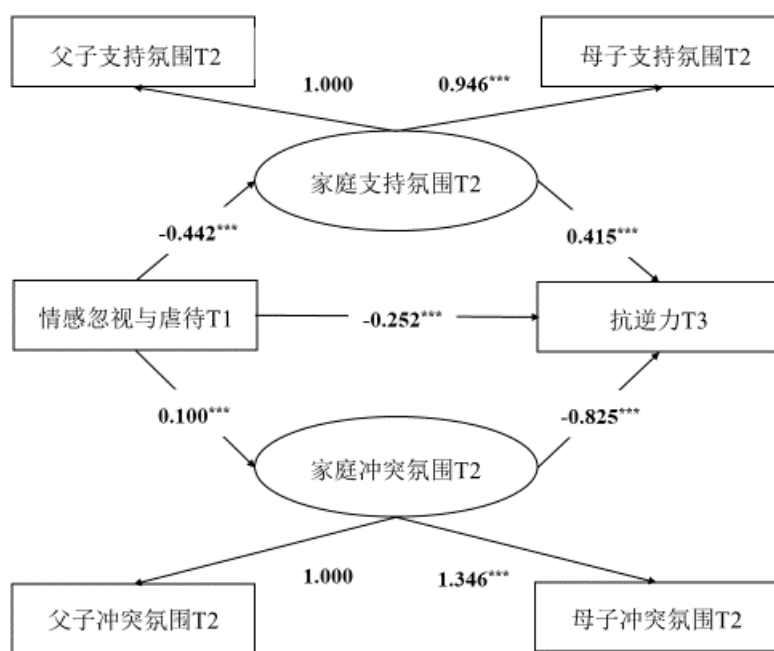 父子支持氛围T2
母子支持氛围T2
1.000
0.946***
家庭支持氛围T2
-0.442***
0.415***
情感忽视与虐待T1
-0.252***
抗逆力T3
0.100***
-0.825***
家庭冲突氛围T2
1.000
1.346***
父子冲突氛围T2
母子冲突氛围T2